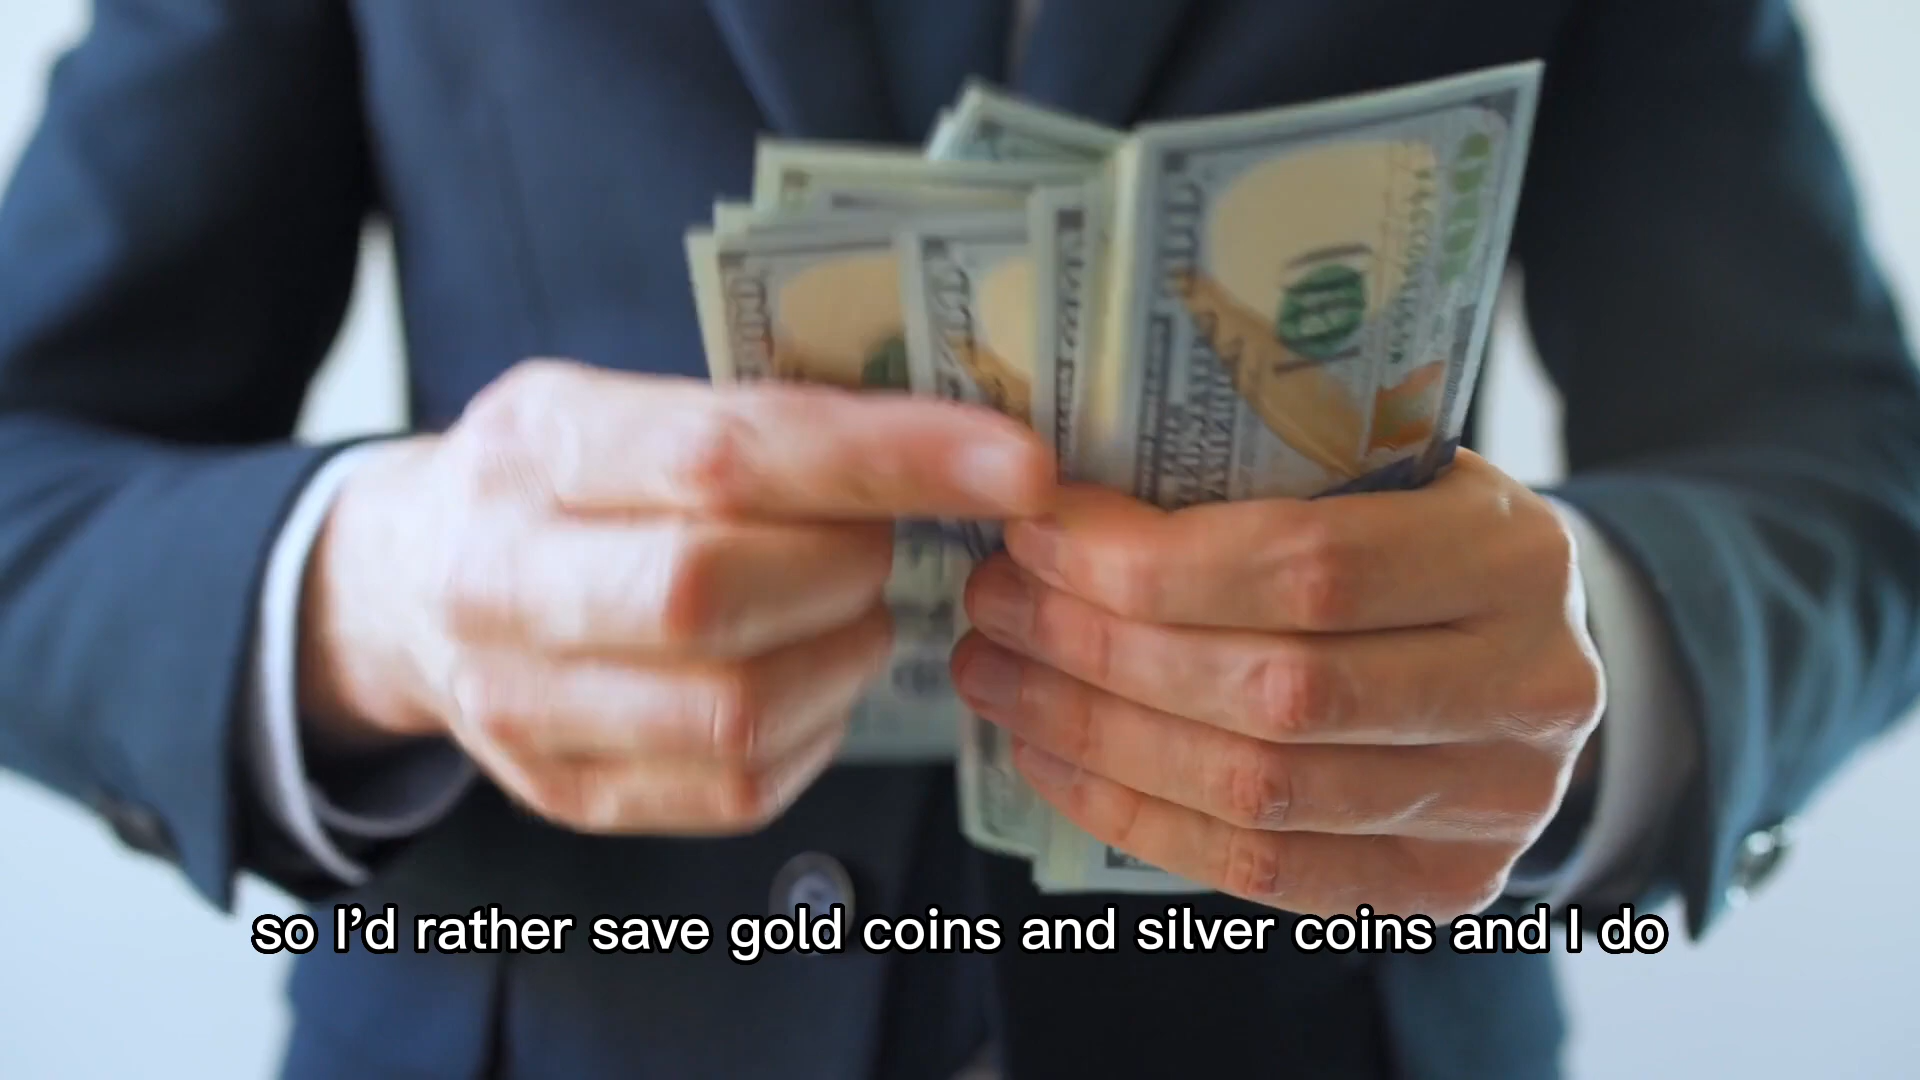 so I’d rather save gold coins and silver coins and I do